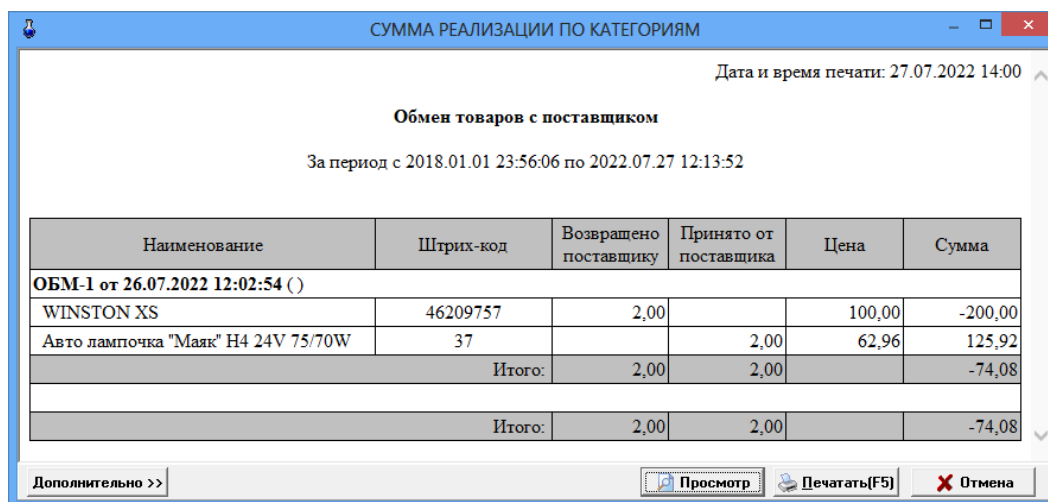 СУММА РЕАЛИЗАЦИИ ПО КАТЕГОРИЯМ
Дата и время печати: 27.07.2022 14:00
Обмен товаров с поставщиком
За период с 2018.01.01 23:56:06 по 2022.07.27 12:13:52
Наименование Штрих-код Возвращено поставщику Принято от поставщика Цена Сумма
ОБМ-1 от 26.07.2022 12:02:54 ( )
WINSTON XS 46209757 2,00 100,00 -200,00
Авто лампочка "Маяк" H4 24V 75/70W 37 2,00 62,96 125,92
Итого: 2,00 2,00 -74,08
Итого: 2,00 2,00 -74,08
Дополнительно >> Просмотр Печатать(F5) Отмена